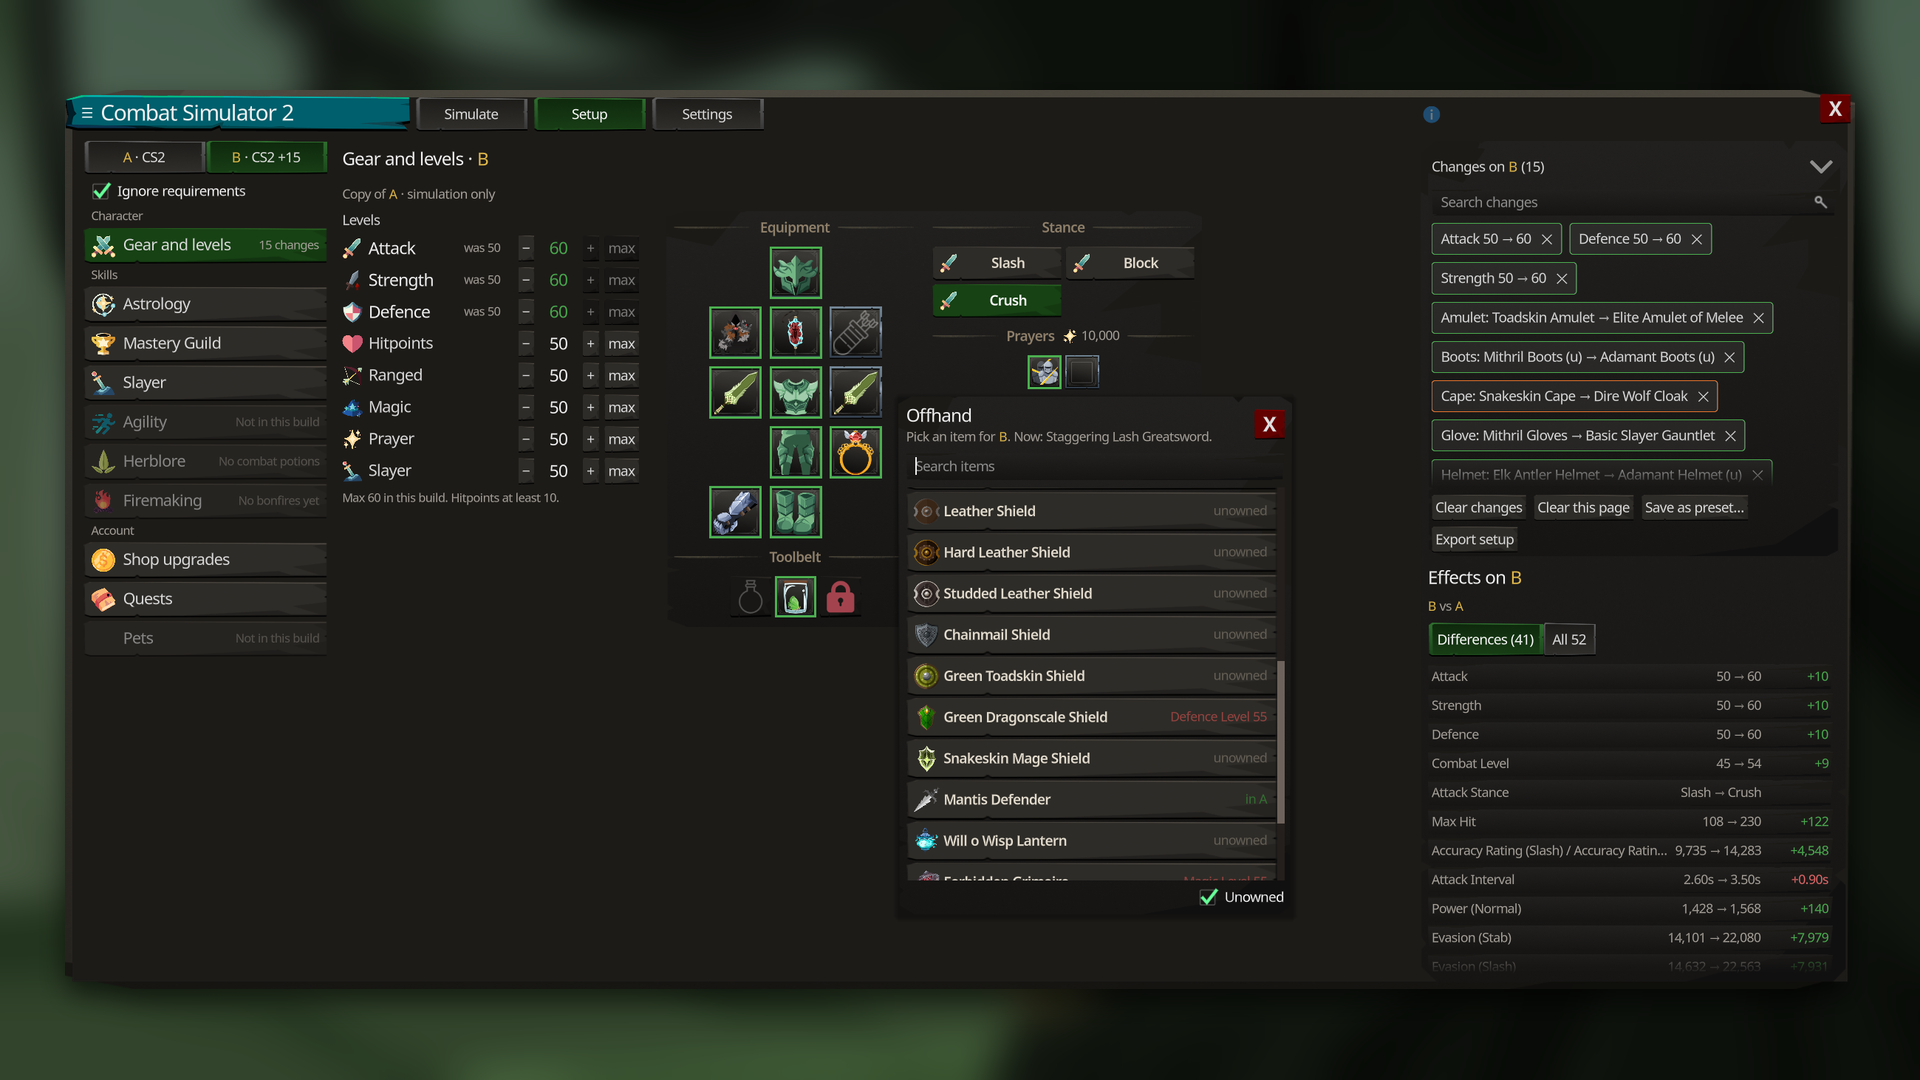 Combat Simulator 2
Simulate
Setup
Settings
X
A · CS2
B · CS2 +15
Ignore requirements
Character
Gear and levels 15 changes
Skills
Astrology
Mastery Guild
Slayer
Agility Not in this build
Herblore No combat potions
Firemaking No bonfires yet
Account
Shop upgrades
Quests
Pets Not in this build
Gear and levels · B
Copy of A · simulation only
Levels
Attack was 50 − 60 + max
Strength was 50 − 60 + max
Defence was 50 − 60 + max
Hitpoints − 50 + max
Ranged − 50 + max
Magic − 50 + max
Prayer − 50 + max
Slayer − 50 + max
Max 60 in this build. Hitpoints at least 10.
Equipment
Toolbelt
Stance
Slash
Block
Crush
Prayers 10,000
Offhand
X
Pick an item for B. Now: Staggering Lash Greatsword.
Search items
Leather Shield unowned
Hard Leather Shield unowned
Studded Leather Shield unowned
Chainmail Shield unowned
Green Toadskin Shield unowned
Green Dragonscale Shield Defence Level 55
Snakeskin Mage Shield unowned
Mantis Defender in A
Will o Wisp Lantern unowned
Forbidden Grimoire Magic Level 55
Unowned
Changes on B (15)
Search changes
Attack 50 → 60
Defence 50 → 60
Strength 50 → 60
Amulet: Toadskin Amulet → Elite Amulet of Melee
Boots: Mithril Boots (u) → Adamant Boots (u)
Cape: Snakeskin Cape → Dire Wolf Cloak
Glove: Mithril Gloves → Basic Slayer Gauntlet
Helmet: Elk Antler Helmet → Adamant Helmet (u)
Clear changes
Clear this page
Save as preset...
Export setup
Effects on B
B vs A
Differences (41)
All 52
Attack 50 → 60 +10
Strength 50 → 60 +10
Defence 50 → 60 +10
Combat Level 45 → 54 +9
Attack Stance Slash → Crush
Max Hit 108 → 230 +122
Accuracy Rating (Slash) / Accuracy Ratin... 9,735 → 14,283 +4,548
Attack Interval 2.60s → 3.50s +0.90s
Power (Normal) 1,428 → 1,568 +140
Evasion (Stab) 14,101 → 22,080 +7,979
Evasion (Slash) 14,632 → 22,563 +7,931